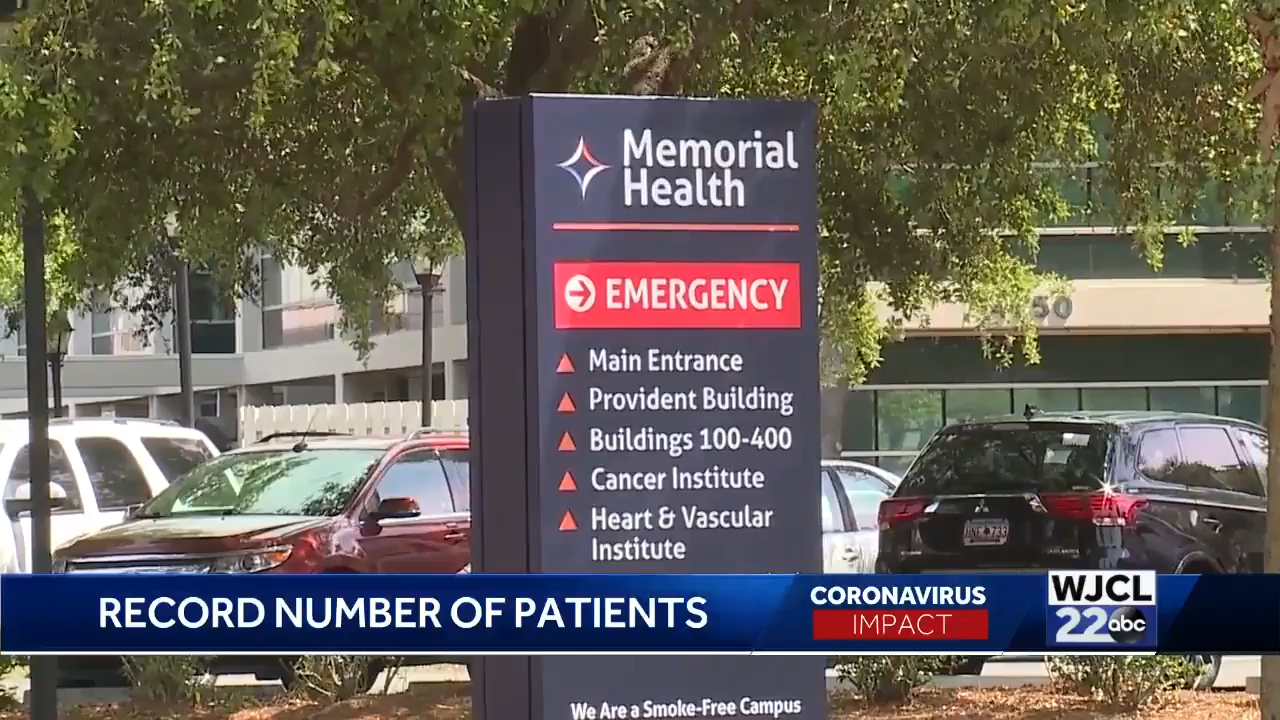 Memorial
Health
EMERGENCY
Main Entrance
Provident Building
Buildings 100-400
Cancer Institute
Heart & Vascular
Institute
50
RECORD NUMBER OF PATIENTS
CORONAVIRUS
IMPACT
WJCL
22 abc
We Are a Smoke-Free Campus